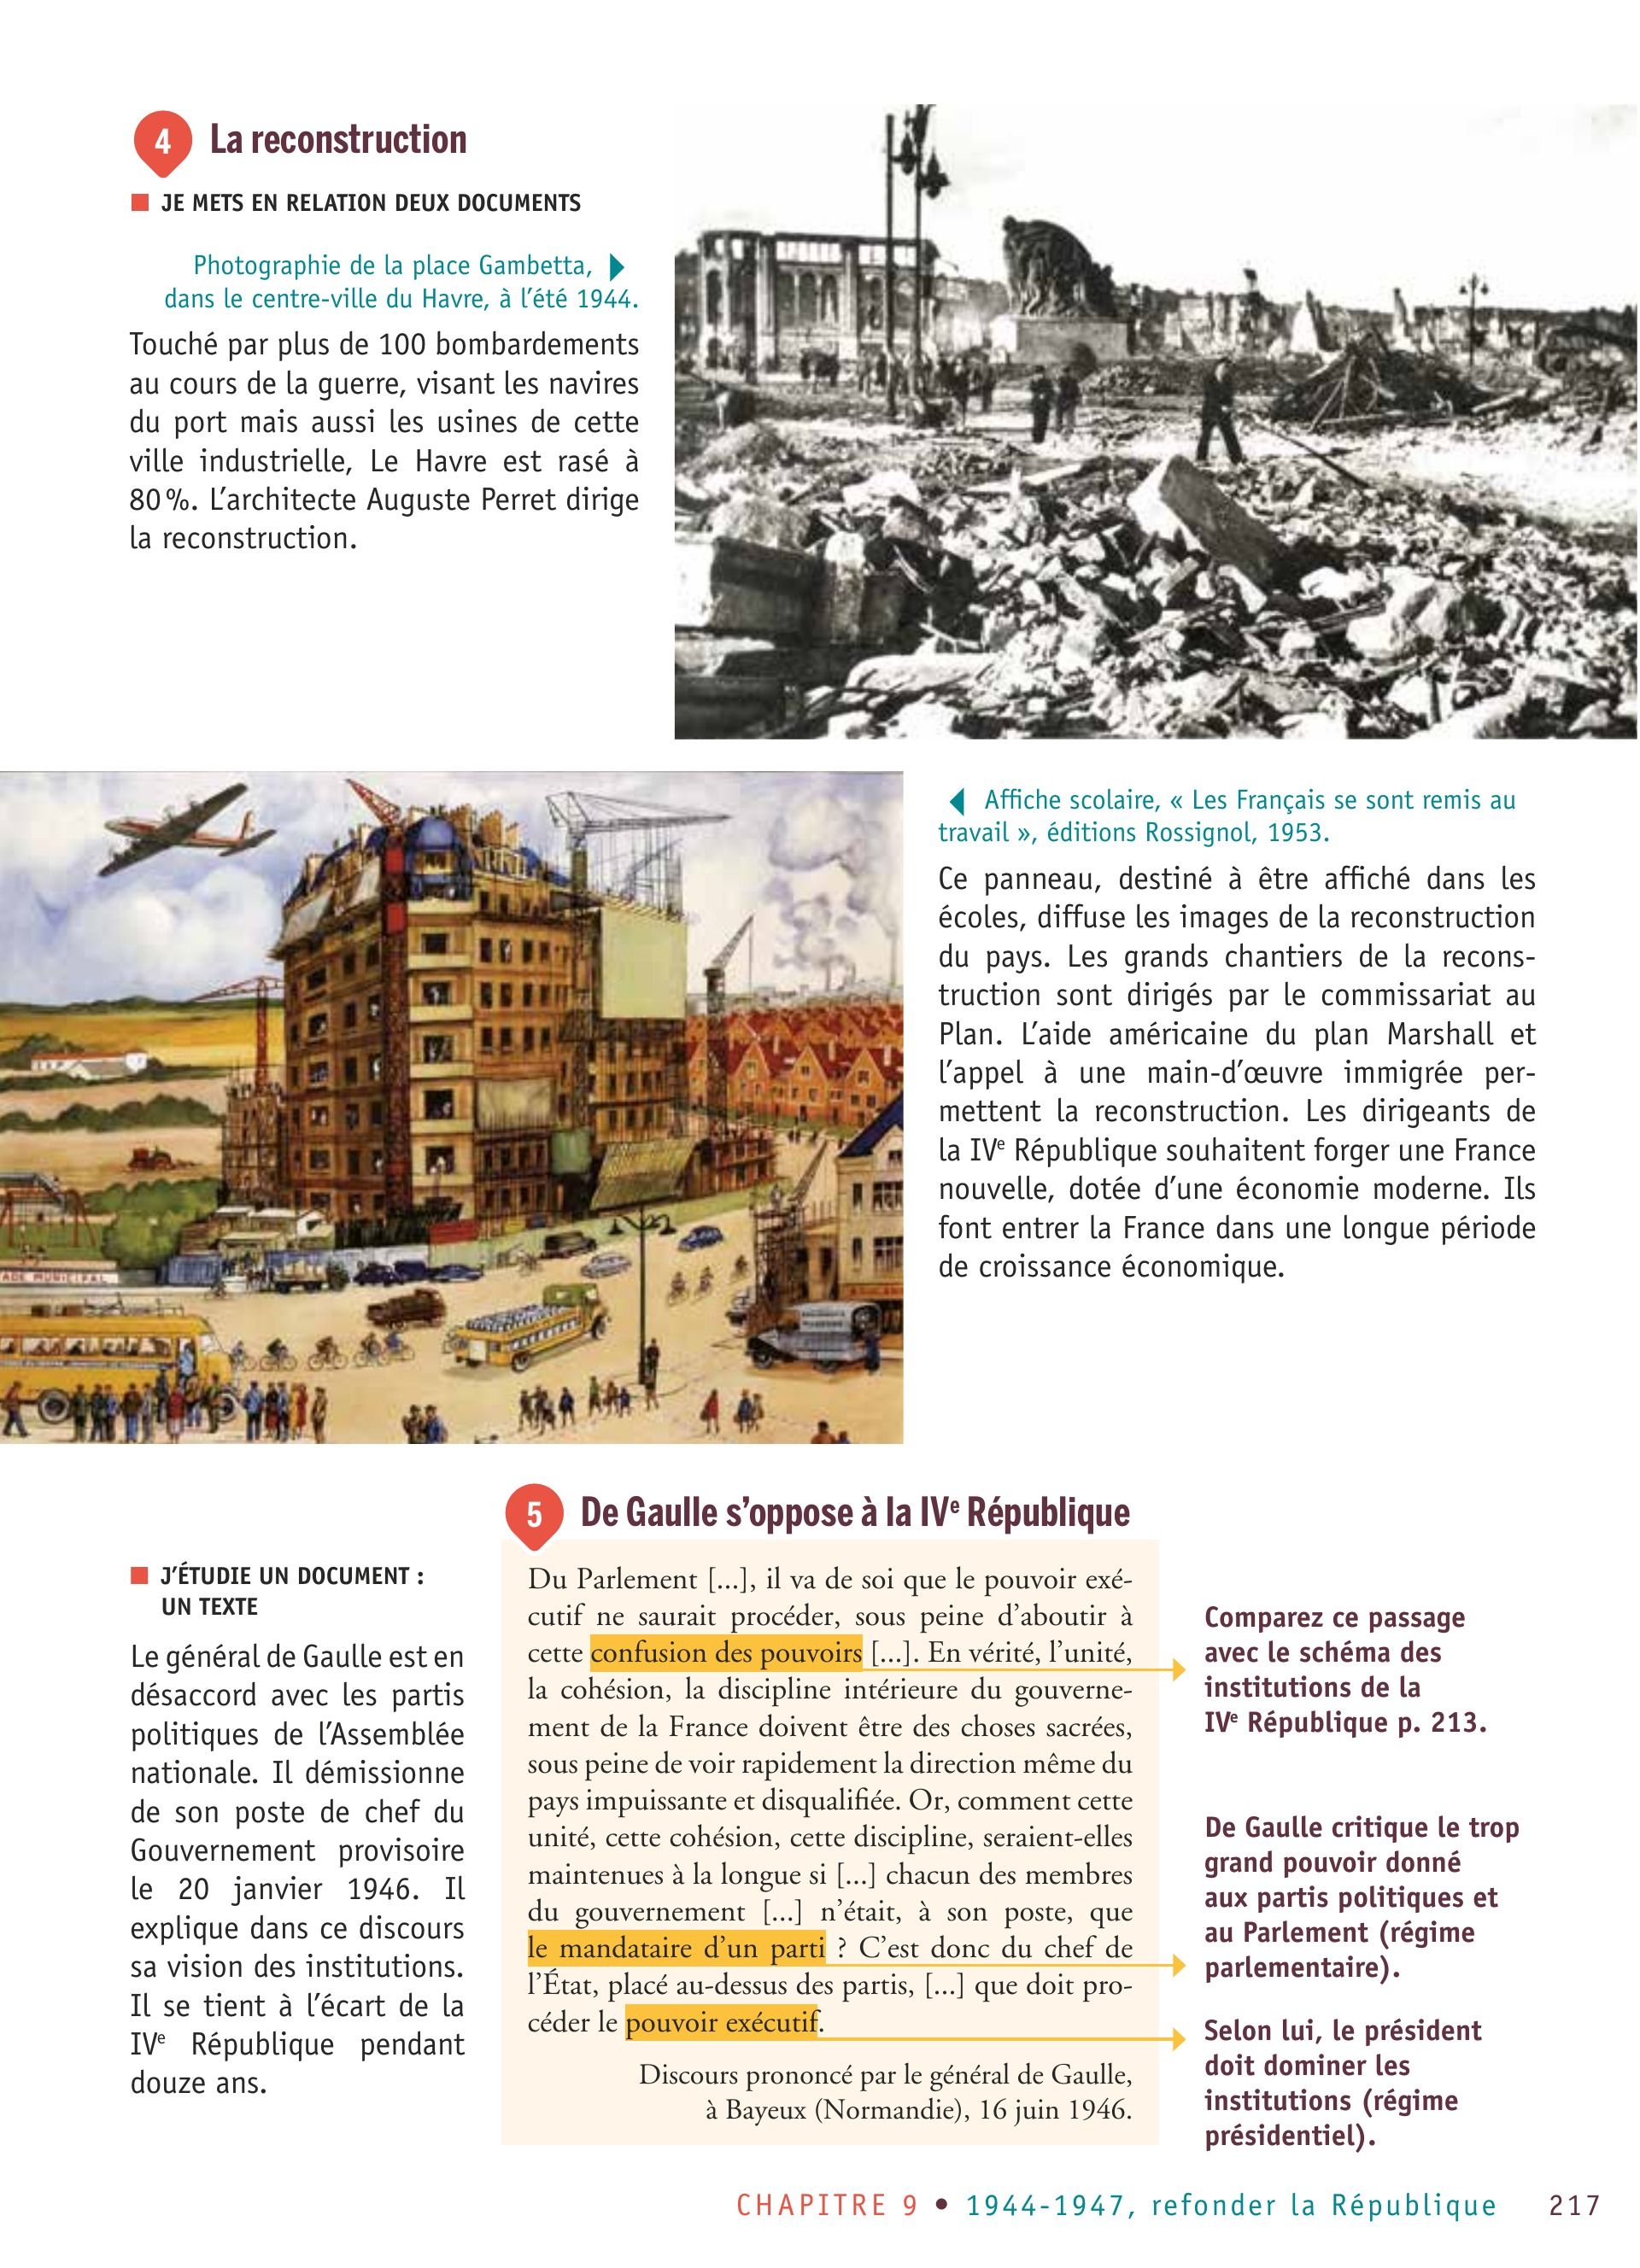 4 La reconstruction
■ JE METS EN RELATION DEUX DOCUMENTS
Photographie de la place Gambetta,
dans le centre-ville du Havre, à l'été 1944.
Touché par plus de 100 bombardements
au cours de la guerre, visant les navires
du port mais aussi les usines de cette
ville industrielle, Le Havre est rasé à
80 %. L'architecte Auguste Perret dirige
la reconstruction.
Affiche scolaire, « Les Français se sont remis au
travail », éditions Rossignol, 1953.
Ce panneau, destiné à être affiché dans les
écoles, diffuse les images de la reconstruction
du pays. Les grands chantiers de la recons-
truction sont dirigés par le commissariat au
Plan. L'aide américaine du plan Marshall et
l'appel à une main-d'œuvre immigrée per-
mettent la reconstruction. Les dirigeants de
la IVe République souhaitent forger une France
nouvelle, dotée d'une économie moderne. Ils
font entrer la France dans une longue période
de croissance économique.
MUNICIPAL
5 De Gaulle s'oppose à la IVe République
■ J'ÉTUDIE UN DOCUMENT :
UN TEXTE
Le général de Gaulle est en
désaccord avec les partis
politiques de l'Assemblée
nationale. Il démissionne
de son poste de chef du
Gouvernement provisoire
le 20 janvier 1946. Il
explique dans ce discours
sa vision des institutions.
Il se tient à l'écart de la
IVe République pendant
douze ans.
Du Parlement [...], il va de soi que le pouvoir exé-
cutif ne saurait procéder, sous peine d'aboutir à
cette confusion des pouvoirs [...]. En vérité, l'unité,
la cohésion, la discipline intérieure du gouverne-
ment de la France doivent être des choses sacrées,
sous peine de voir rapidement la direction même du
pays impuissante et disqualifiée. Or, comment cette
unité, cette cohésion, cette discipline, seraient-elles
maintenues à la longue si [...] chacun des membres
du gouvernement [...] n'était, à son poste, que
le mandataire d'un parti ? C'est donc du chef de
l'État, placé au-dessus des partis, [...] que doit pro-
céder le pouvoir exécutif.
Discours prononcé par le général de Gaulle,
à Bayeux (Normandie), 16 juin 1946.
Comparez ce passage
avec le schéma des
institutions de la
IVe République p. 213.
De Gaulle critique le trop
grand pouvoir donné
aux partis politiques et
au Parlement (régime
parlementaire).
Selon lui, le président
doit dominer les
institutions (régime
présidentiel).
CHAPITRE 9 • 1944-1947, refonder la République 217